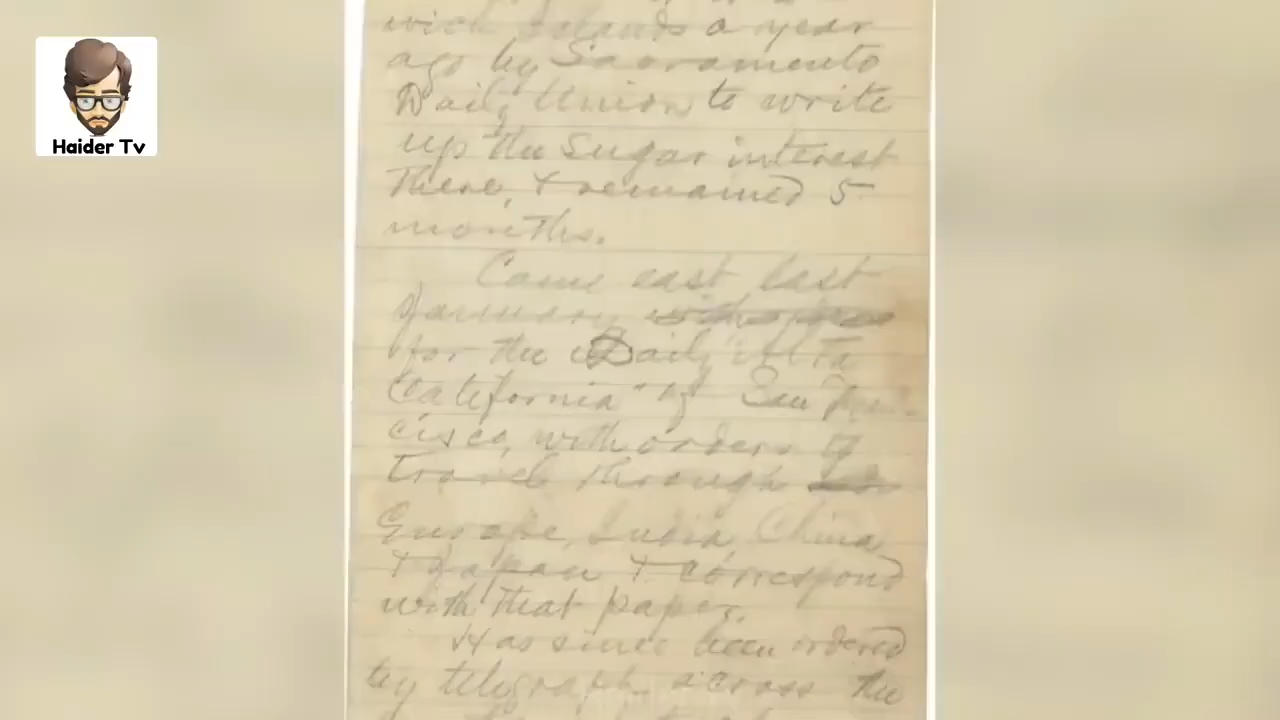 Haider Tv
wich Islands a year
ago by Sacramento
Daily Union to write
up the sugar interest
there, & remained 5
months.
Came east last
January
for the "Daily Alta
California" of San Fran-
cisco, with orders to
travel through
Europe, India, China
& Japan & correspond
with that paper.
Has since been ordered
by telegraph across the